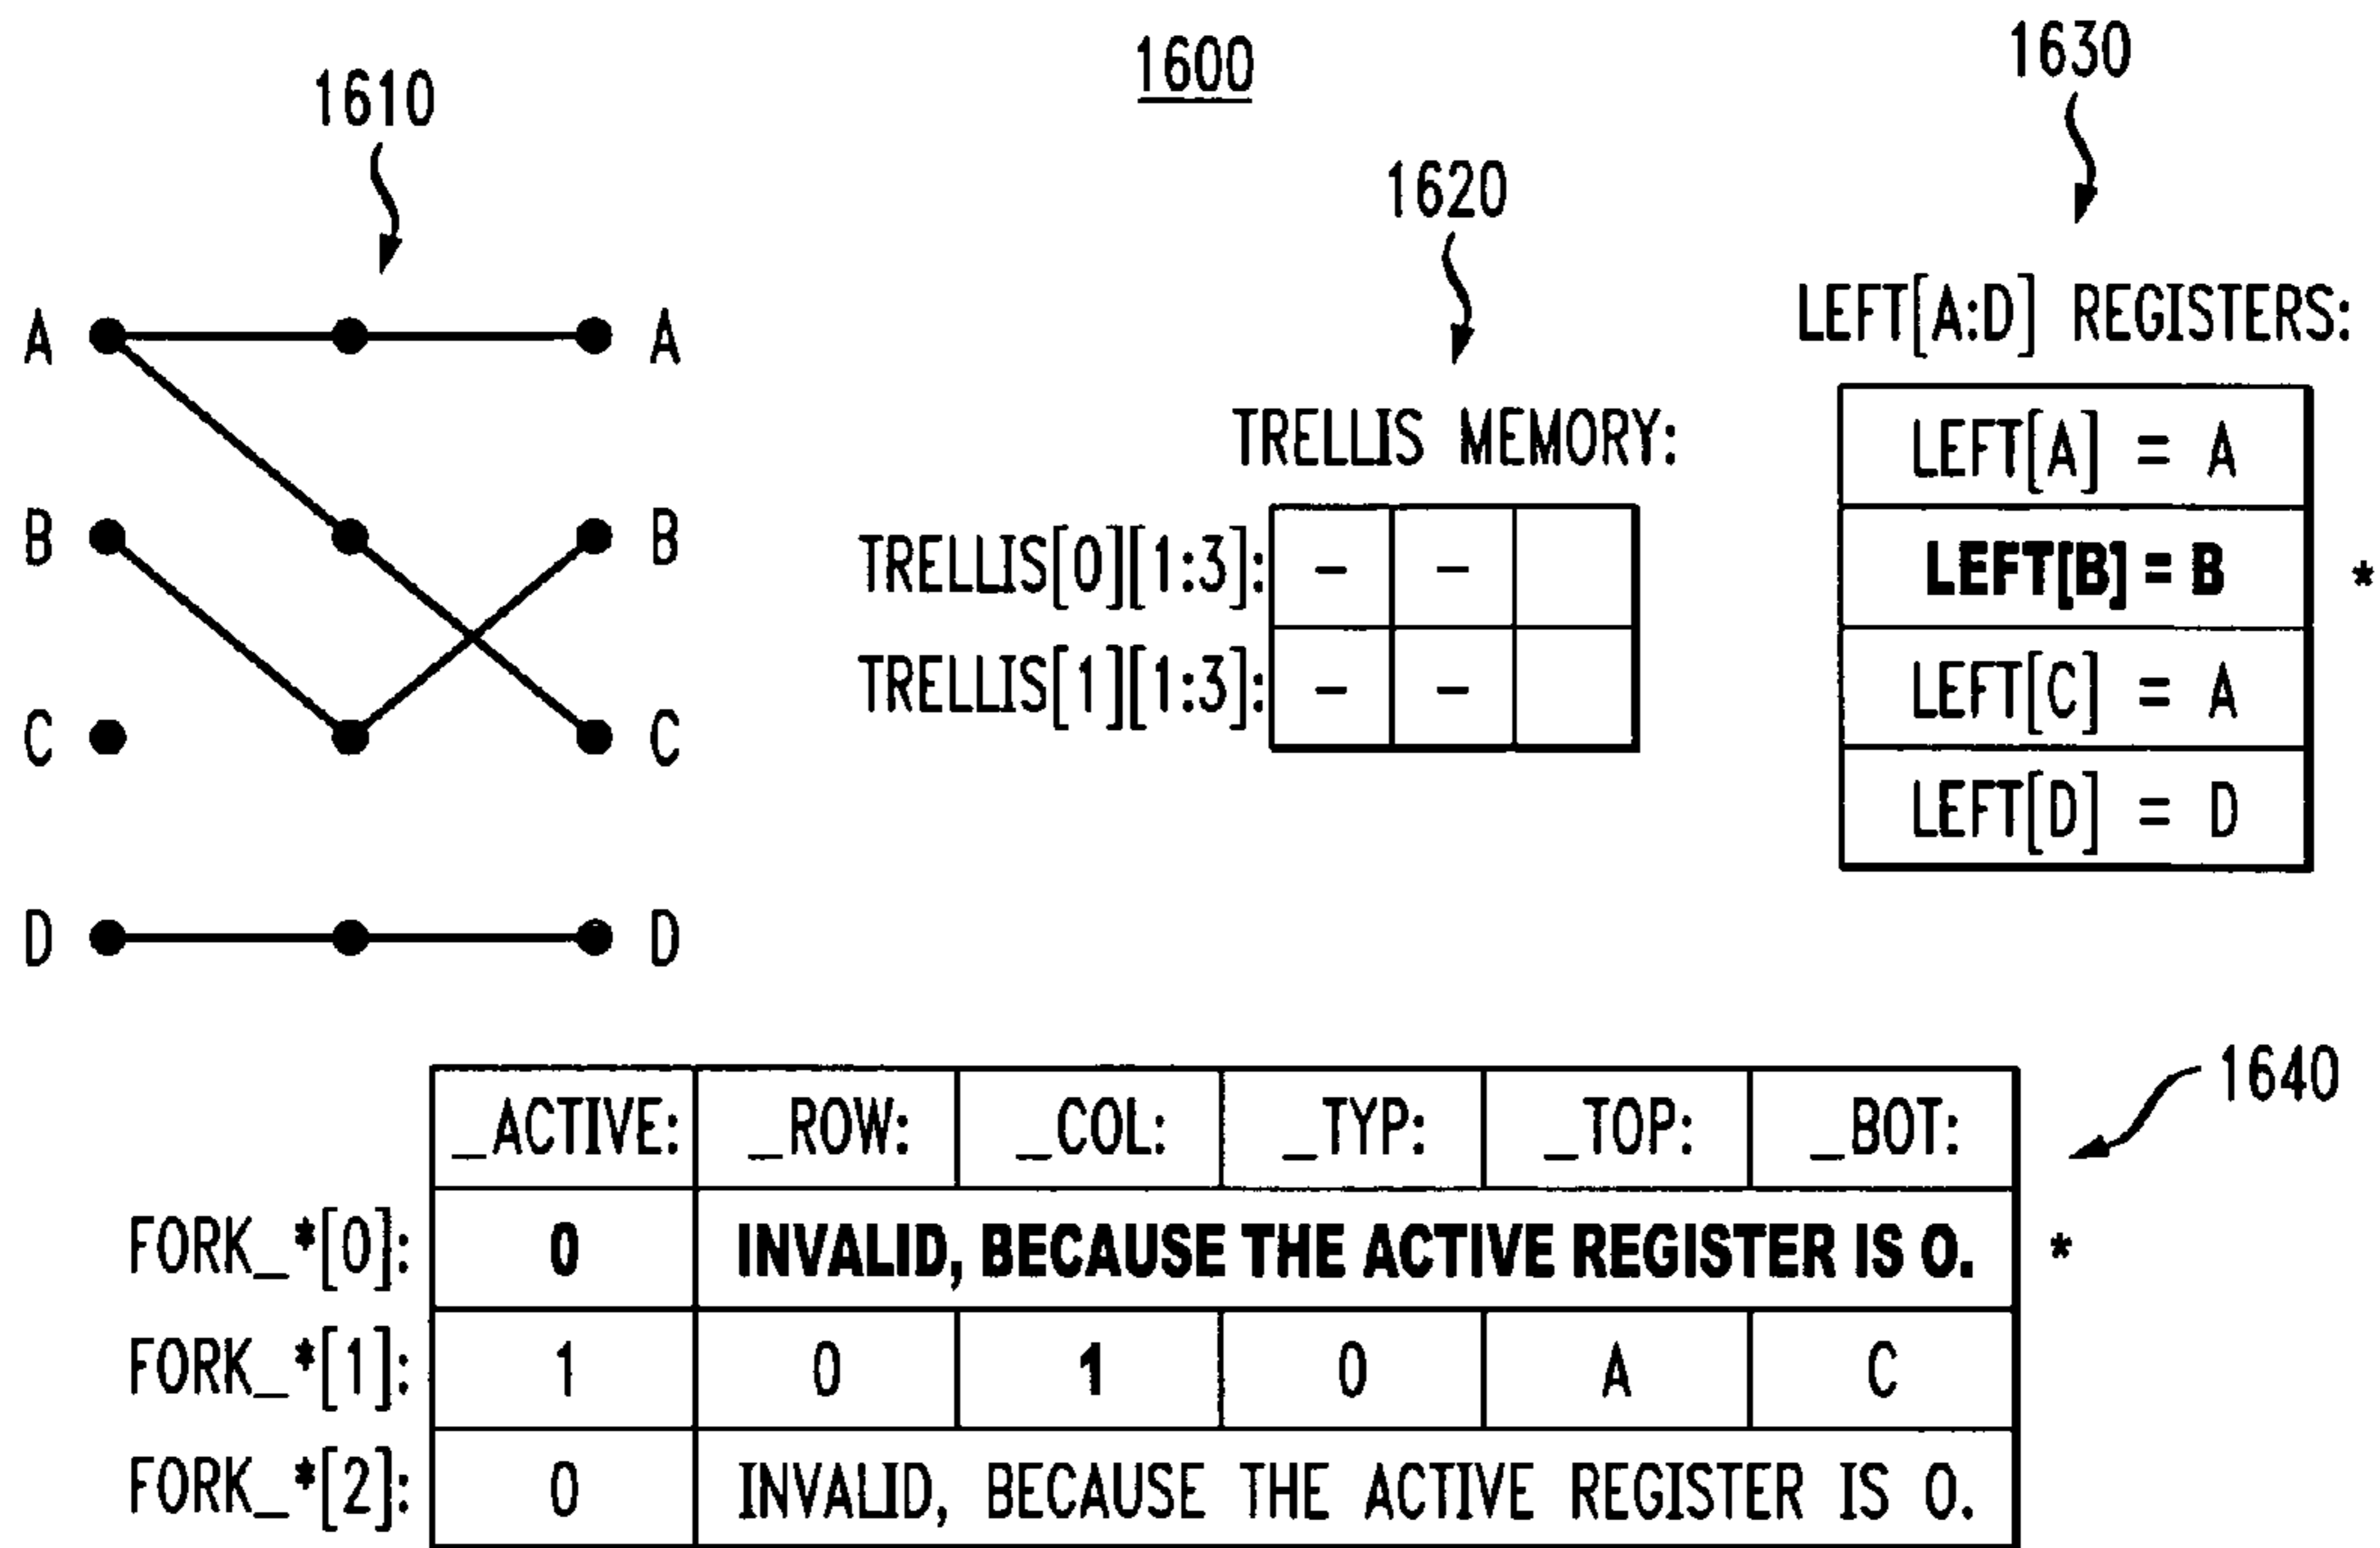 1600
1610
1620
1630
A A
B B
C C
D D
TRELLIS MEMORY:
TRELLIS[0][1:3]: – –
TRELLIS[1][1:3]: – –
LEFT[A:D] REGISTERS:
LEFT[A] = A
LEFT[B] = B *
LEFT[C] = A
LEFT[D] = D
1640
_ACTIVE: _ROW: _COL: _TYP: _TOP: _BOT:
FORK_*[0]: 0 INVALID, BECAUSE THE ACTIVE REGISTER IS 0. *
FORK_*[1]: 1 0 1 0 A C
FORK_*[2]: 0 INVALID, BECAUSE THE ACTIVE REGISTER IS 0.